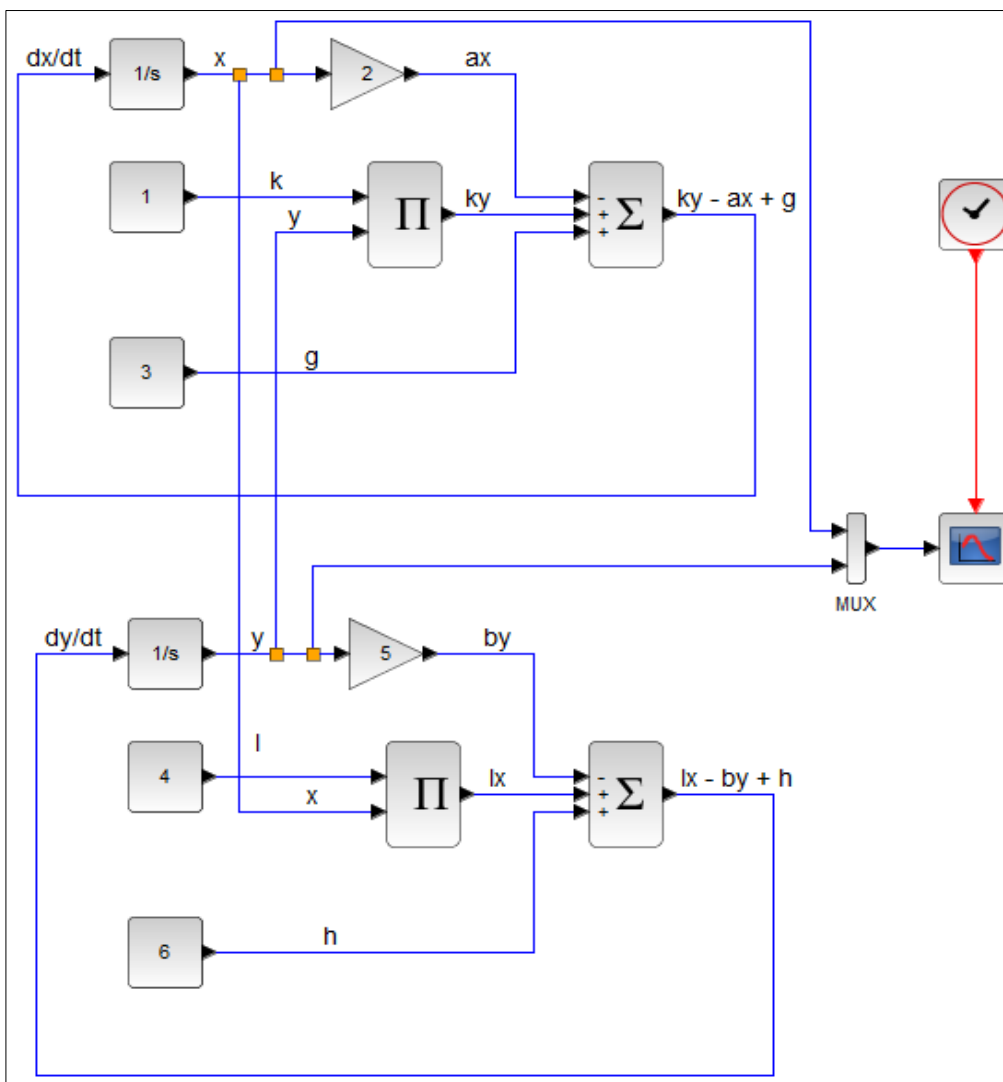 dx/dt
1/s
x
2
ax
1
k
y
Π
ky
-
+
+
Σ
ky - ax + g
3
g
MUX
dy/dt
1/s
y
5
by
4
l
x
Π
lx
-
+
+
Σ
lx - by + h
6
h